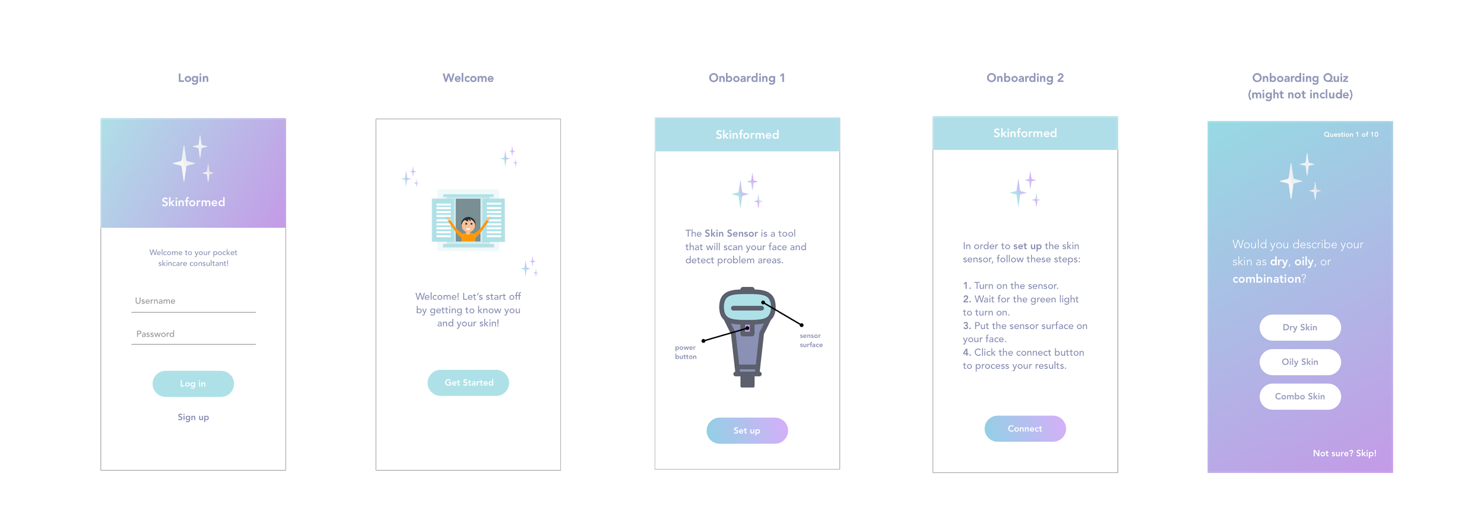 Login
Skinformed
Welcome to your pocket
skincare consultant!
Username
Password
Log in
Sign up
Welcome
Welcome! Let's start off
by getting to know you
and your skin!
Get Started
Onboarding 1
Skinformed
The Skin Sensor is a tool
that will scan your face and
detect problem areas.
sensor
surface
power
button
Set up
Onboarding 2
Skinformed
In order to set up the skin
sensor, follow these steps:
1. Turn on the sensor.
2. Wait for the green light
to turn on.
3. Put the sensor surface on
your face.
4. Click the connect button
to process your results.
Connect
Onboarding Quiz
(might not include)
Question 1 of 10
Would you describe your
skin as dry, oily, or
combination?
Dry Skin
Oily Skin
Combo Skin
Not sure? Skip!